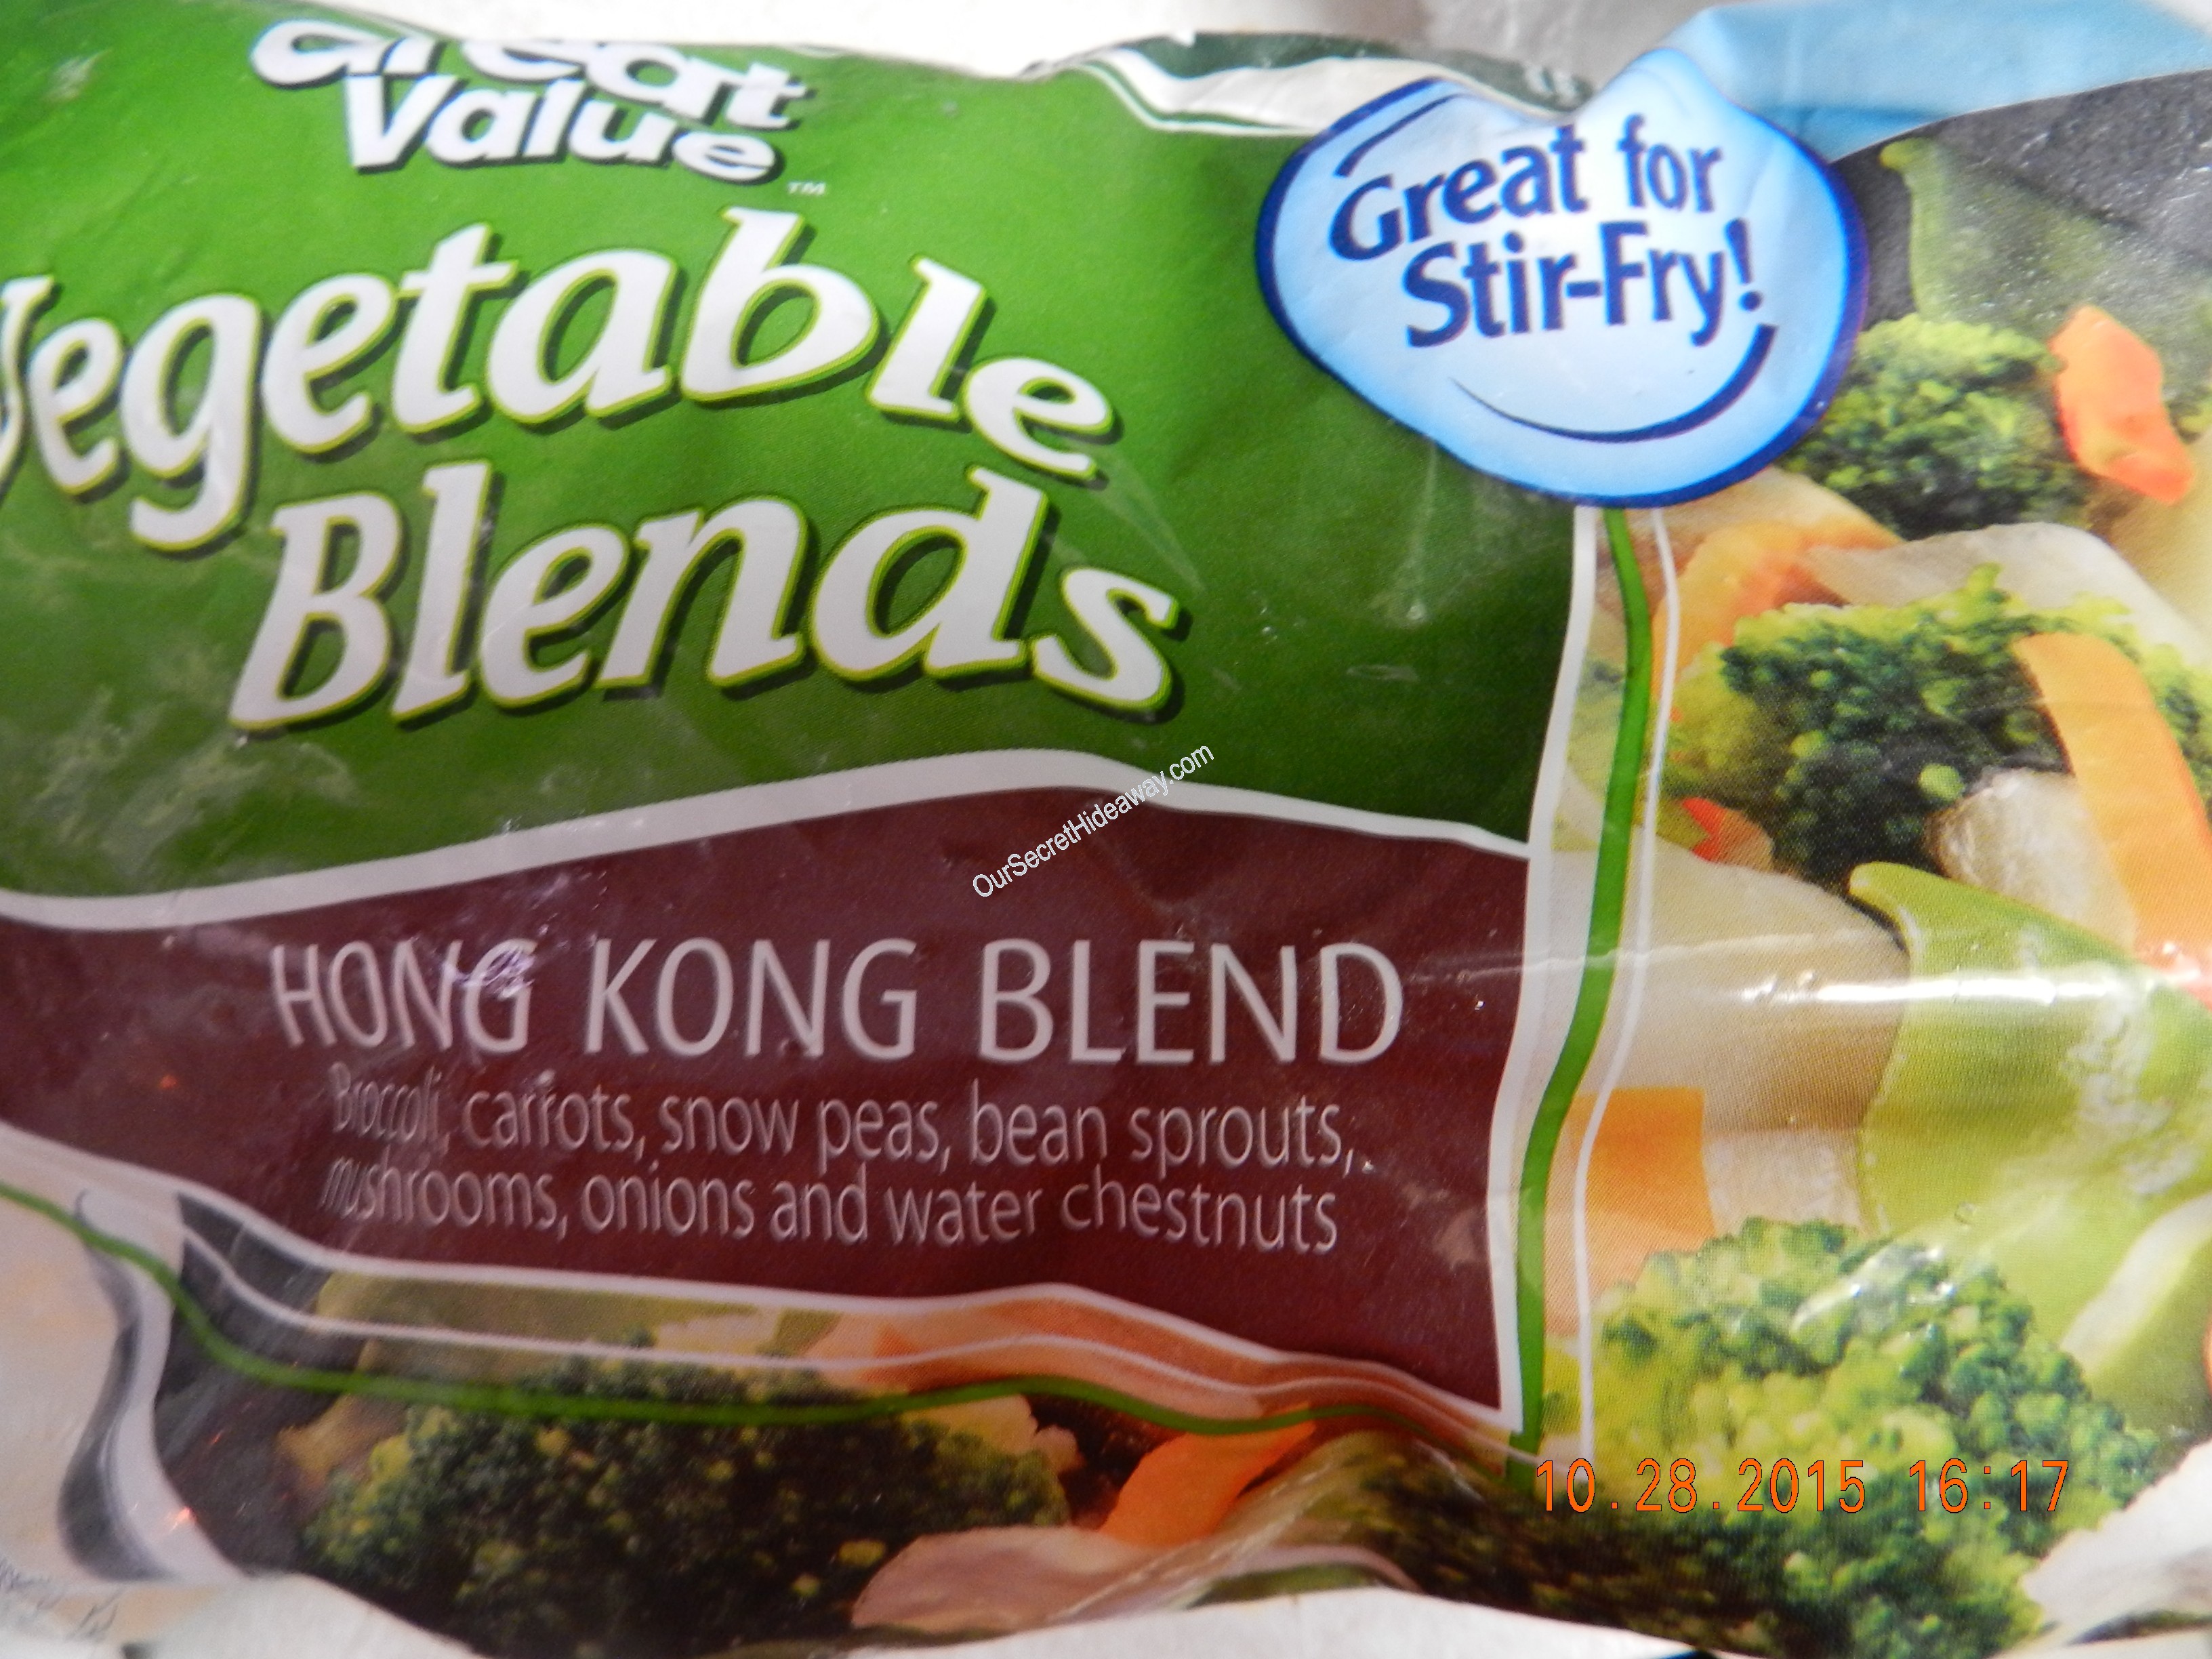 Great
Value
TM
Vegetable
Blends
Great for
Stir-Fry!
OurSecretHideaway.com
HONG KONG BLEND
Broccoli, carrots, snow peas, bean sprouts,
mushrooms, onions and water chestnuts
10.28.2015 16:17